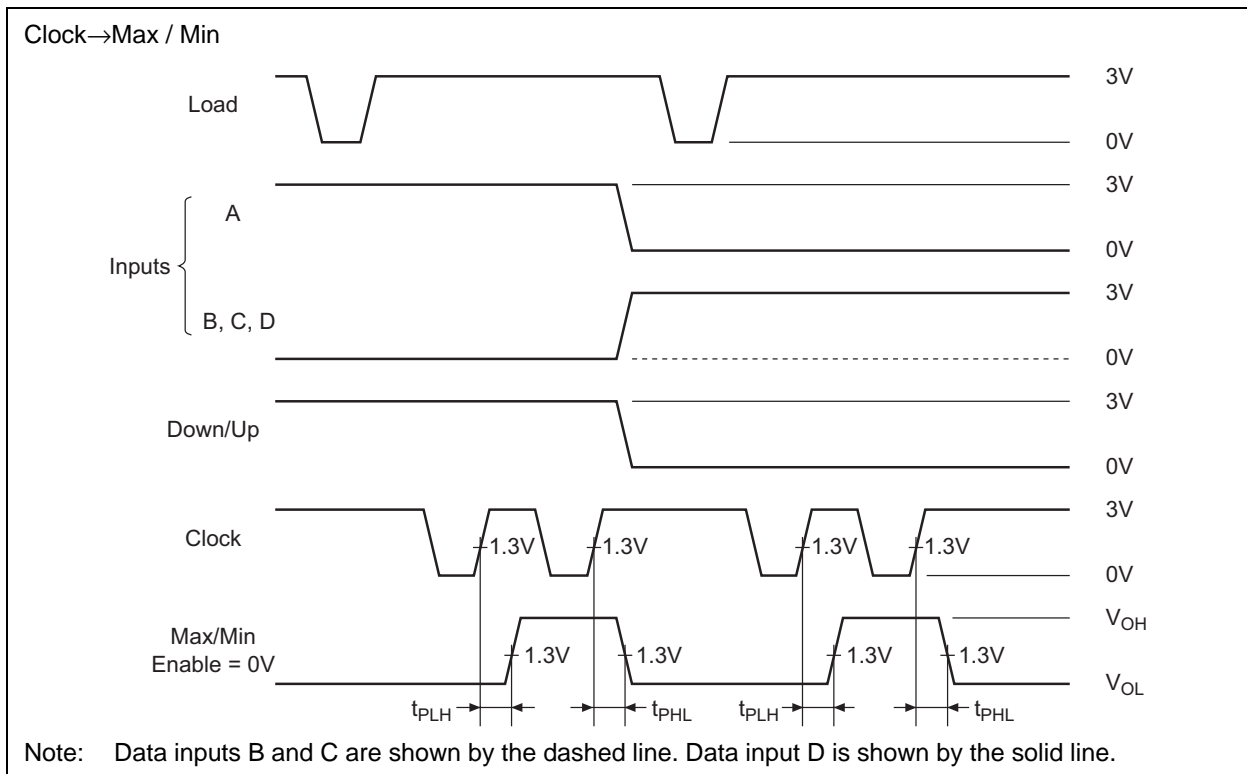 Clock→Max / Min
Load
3V
0V
Inputs
A
3V
0V
B, C, D
3V
0V
Down/Up
3V
0V
Clock
1.3V
1.3V
1.3V
1.3V
3V
0V
Max/Min
Enable = 0V
1.3V
1.3V
1.3V
1.3V
VOH
VOL
tPLH
tPHL
tPLH
tPHL
Note: Data inputs B and C are shown by the dashed line. Data input D is shown by the solid line.